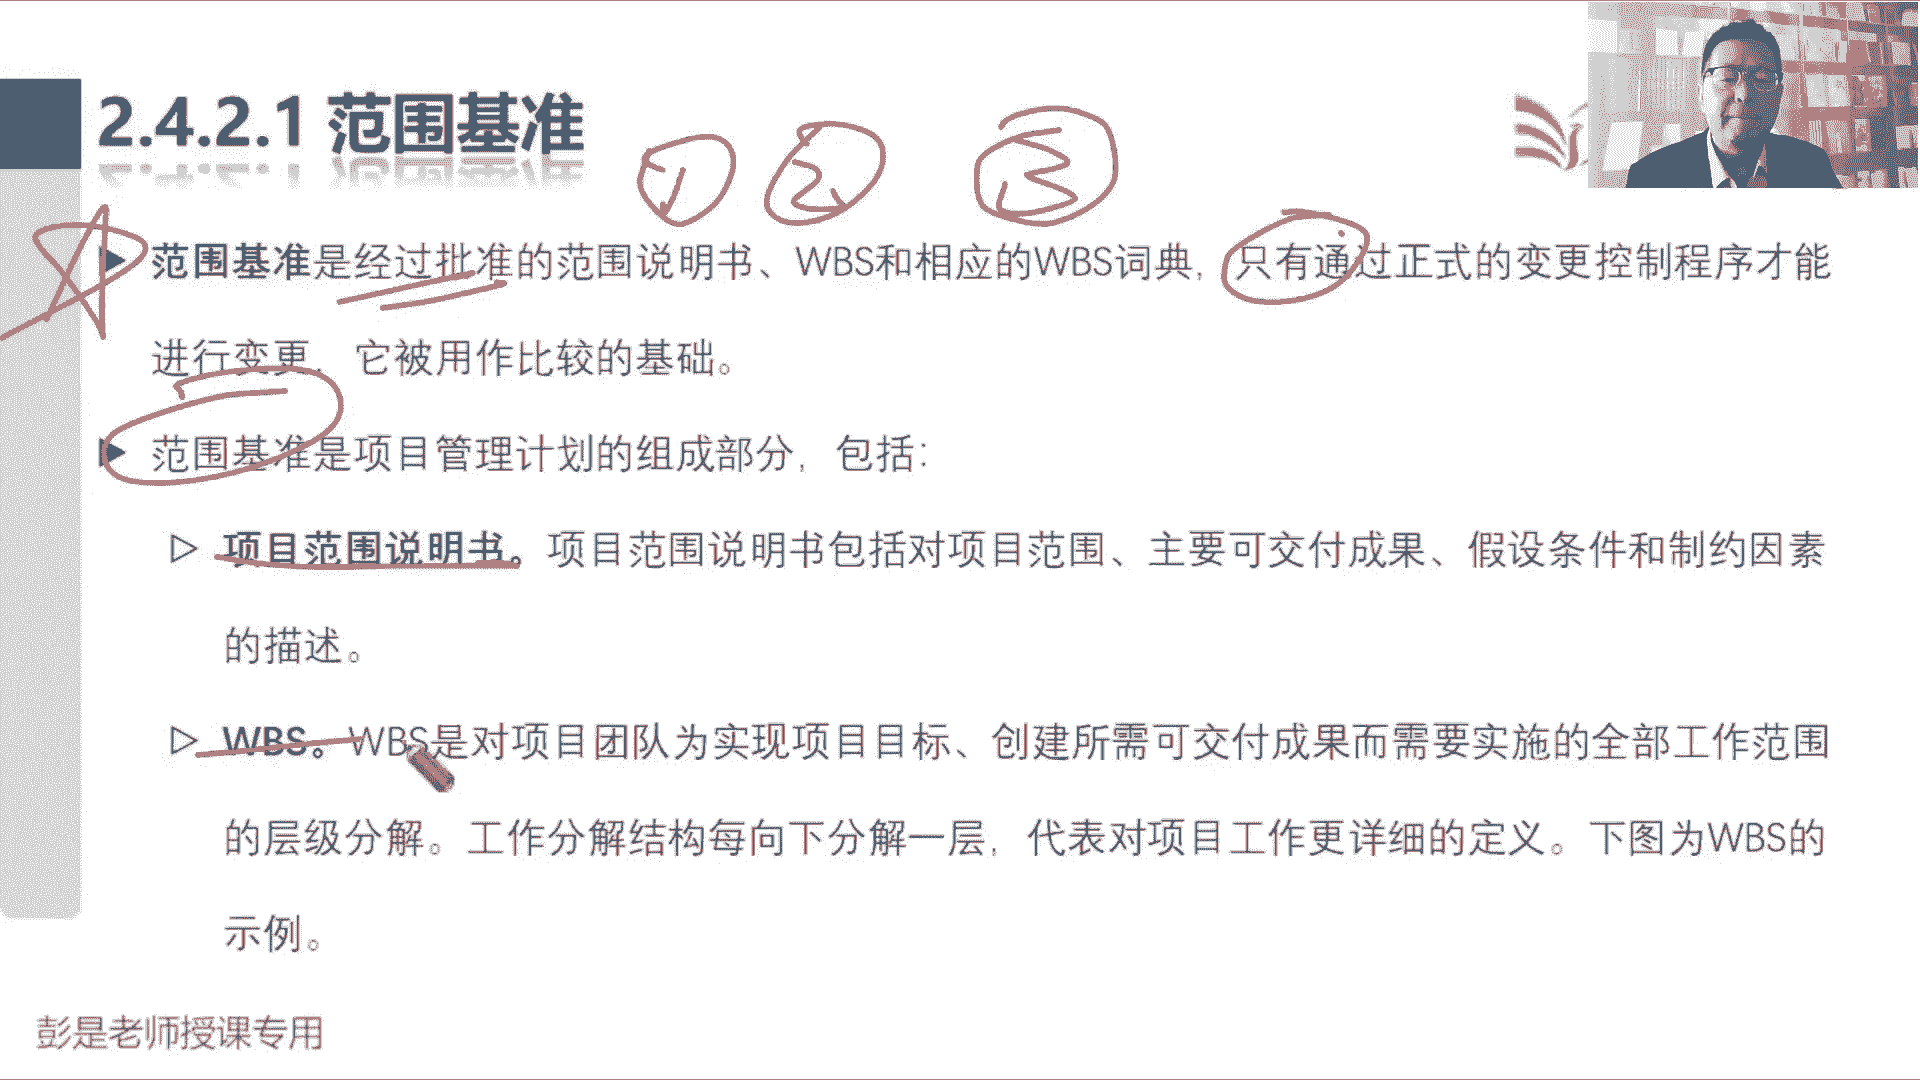 2.4.2.1 范围基准
① ② ③
范围基准是经过批准的范围说明书、WBS和相应的WBS词典，只有通过正式的变更控制程序才能
进行变更，它被用作比较的基础。
范围基准是项目管理计划的组成部分，包括：
项目范围说明书。项目范围说明书包括对项目范围、主要可交付成果、假设条件和制约因素
的描述。
WBS。WBS是对项目团队为实现项目目标、创建所需可交付成果而需要实施的全部工作范围
的层级分解。工作分解结构每向下分解一层，代表对项目工作更详细的定义。下图为WBS的
示例。
彭是老师授课专用